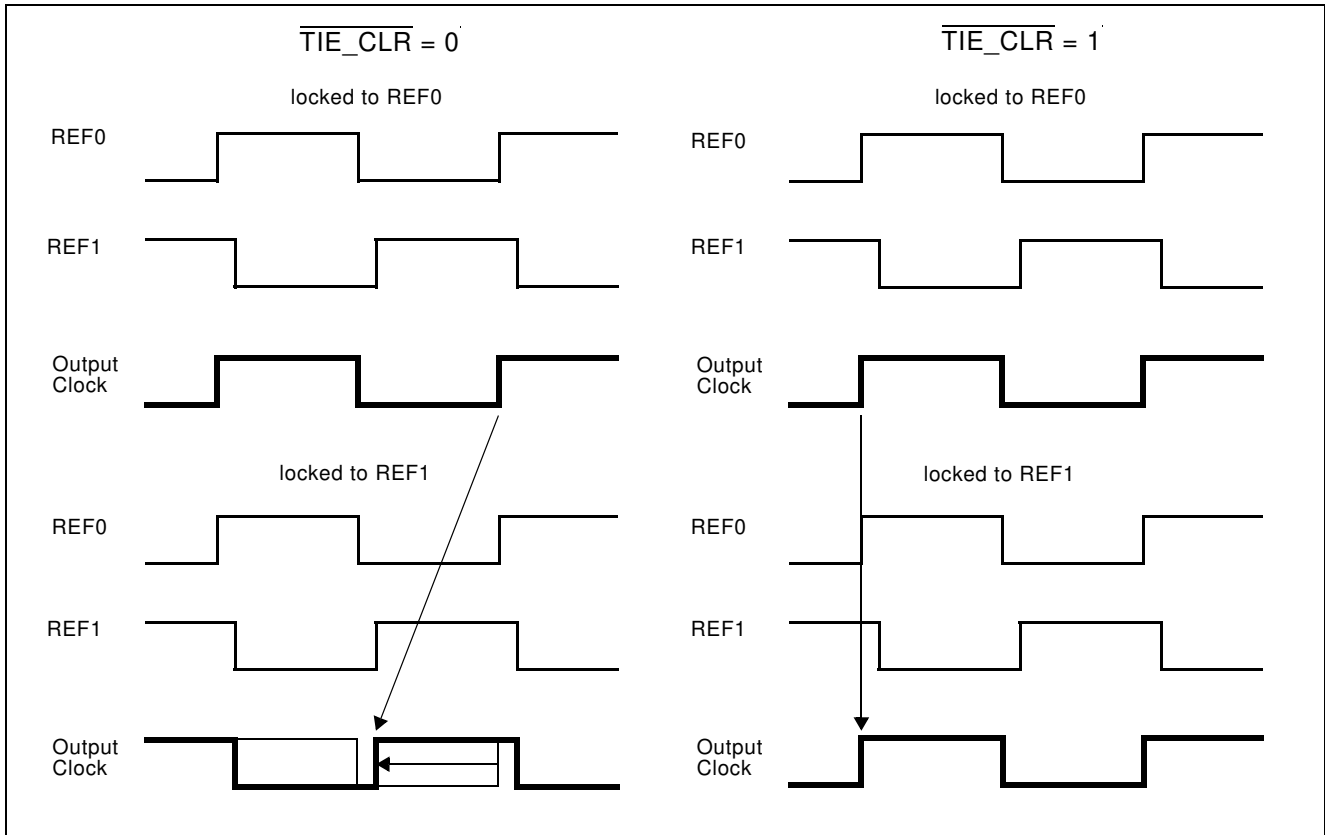 TIE_CLR = 0
locked to REF0
REF0
REF1
Output
Clock
locked to REF1
REF0
REF1
Output
Clock
TIE_CLR = 1
locked to REF0
REF0
REF1
Output
Clock
locked to REF1
REF0
REF1
Output
Clock